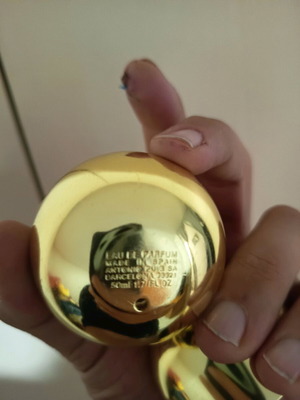 EAU DE PARFUM
MADE IN SPAIN
ANTONIO PUIG SA
BARCELONA
50ml 1.7 FL.OZ